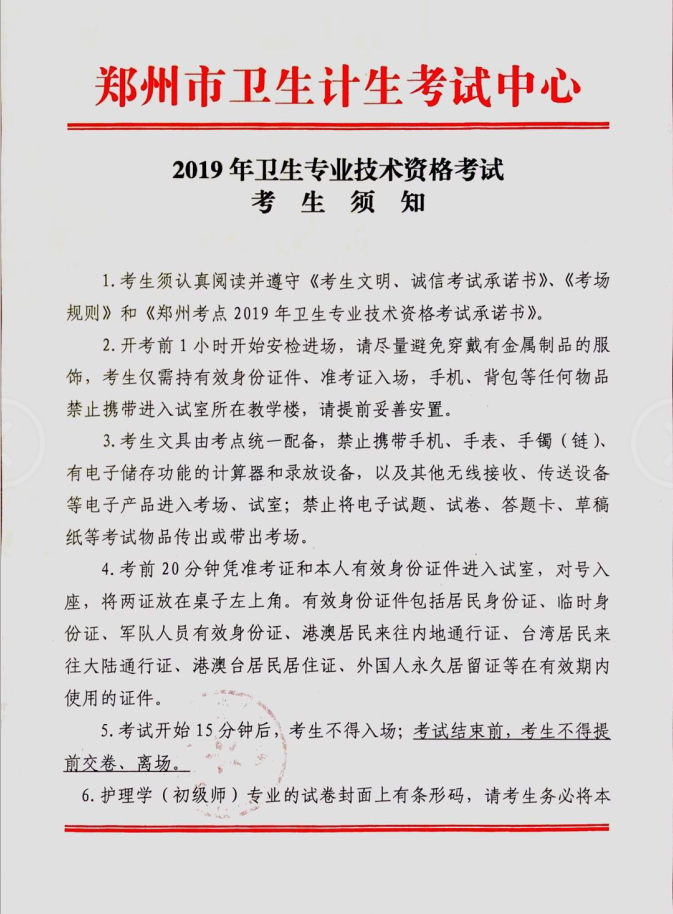 郑州市卫生计生考试中心
2019 年卫生专业技术资格考试
考 生 须 知
1. 考生须认真阅读并遵守《考生文明、诚信考试承诺书》、《考场
规则》和《郑州考点 2019 年卫生专业技术资格考试承诺书》。
2. 开考前 1 小时开始安检进场，请尽量避免穿戴有金属制品的服
饰，考生仅需持有效身份证件、准考证入场，手机、背包等任何物品
禁止携带进入试室所在教学楼，请提前妥善安置。
3. 考生文具由考点统一配备，禁止携带手机、手表、手镯（链）、
有电子储存功能的计算器和录放设备，以及其他无线接收、传送设备
等电子产品进入考场、试室；禁止将电子试题、试卷、答题卡、草稿
纸等考试物品传出或带出考场。
4. 考前 20 分钟凭准考证和本人有效身份证件进入试室，对号入
座，将两证放在桌子左上角。有效身份证件包括居民身份证、临时身
份证、军队人员有效身份证、港澳居民来往内地通行证、台湾居民来
往大陆通行证、港澳台居民居住证、外国人永久居留证等在有效期内
使用的证件。
5. 考试开始 15 分钟后，考生不得入场；考试结束前，考生不得提
前交卷、离场。
6. 护理学（初级师）专业的试卷封面上有条形码，请考生务必将本